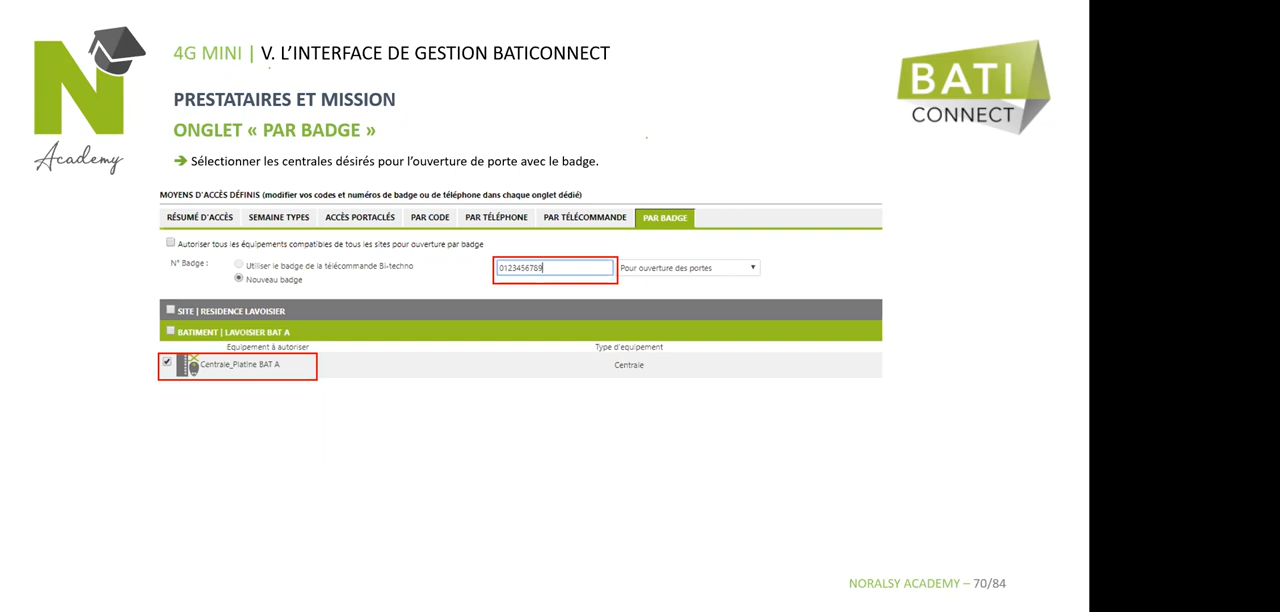 4G MINI | V. L'INTERFACE DE GESTION BATICONNECT
N
Academy
BATI
CONNECT
PRESTATAIRES ET MISSION
ONGLET « PAR BADGE »
➔ Sélectionner les centrales désirés pour l'ouverture de porte avec le badge.
MOYENS D'ACCÈS DÉFINIS (modifier vos codes et numéros de badge ou de téléphone dans chaque onglet dédié)
RÉSUMÉ D'ACCÈS SEMAINE TYPES ACCÈS PORTACLÉS PAR CODE PAR TÉLÉPHONE PAR TÉLÉCOMMANDE PAR BADGE
Autoriser tous les équipements compatibles de tous les sites pour ouverture par badge
N° Badge : Utiliser le badge de la télécommande Bi-techno 0123456789 Pour ouverture des portes
Nouveau badge
SITE | RESIDENCE LAVOISIER
BATIMENT | LAVOISIER BAT A
Equipement à autoriser Type d'equipement
Centrale_Platine BAT A Centrale
NORALSY ACADEMY – 70/84